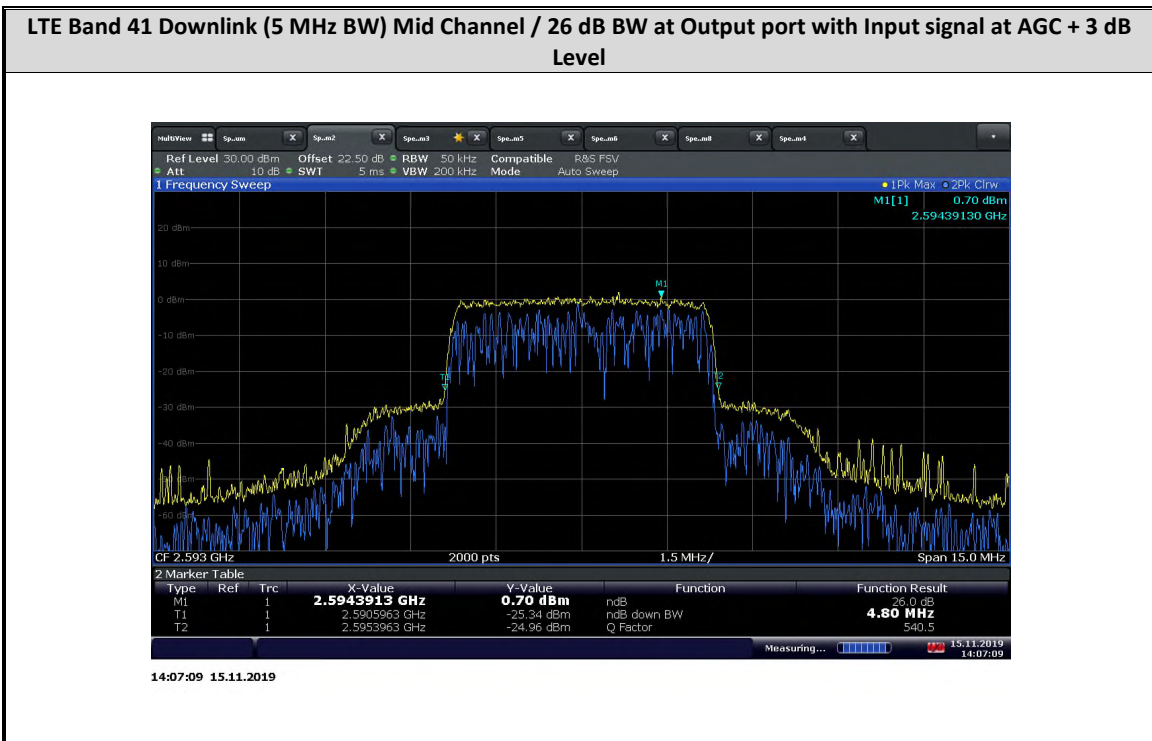 LTE Band 41 Downlink (5 MHz BW) Mid Channel / 26 dB BW at Output port with Input signal at AGC + 3 dB
Level
MultiView Sp..um X Sp..m2 X Spe..m3 X Spe..m5 X Spe..m6 X Spe..m8 X Spe..m4 X
Ref Level 30.00 dBm Offset 22.50 dB RBW 50 kHz Compatible R&S FSV
Att 10 dB SWT 5 ms VBW 200 kHz Mode Auto Sweep
1 Frequency Sweep 1Pk Max 2Pk Clrw
M1[1] 0.70 dBm
2.59439130 GHz
20 dBm
10 dBm
M1
0 dBm
-10 dBm
-20 dBm
T2
-30 dBm
-40 dBm
dBm
-60 dBm
CF 2.593 GHz 2000 pts 1.5 MHz/ Span 15.0 MHz
2 Marker Table
Type Ref Trc X-Value Y-Value Function Function Result
M1 1 2.5943913 GHz 0.70 dBm ndB 26.0 dB
T1 1 2.5905963 GHz -25.34 dBm ndB down BW 4.80 MHz
T2 1 2.5953963 GHz -24.96 dBm Q Factor 540.5
Measuring... 15.11.2019
14:07:09
14:07:09 15.11.2019